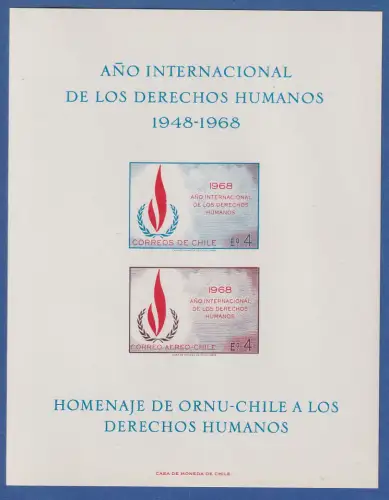 AÑO INTERNACIONAL
DE LOS DERECHOS HUMANOS
1948-1968
1968
AÑO INTERNACIONAL
DE LOS DERECHOS
HUMANOS
CORREOS DE CHILE
Eº. 4
1968
AÑO INTERNACIONAL
DE LOS DERECHOS
HUMANOS
CORREO AEREO-CHILE
Eº. 4
HOMENAJE DE ORNU-CHILE A LOS
DERECHOS HUMANOS
CASA DE MONEDA DE CHILE